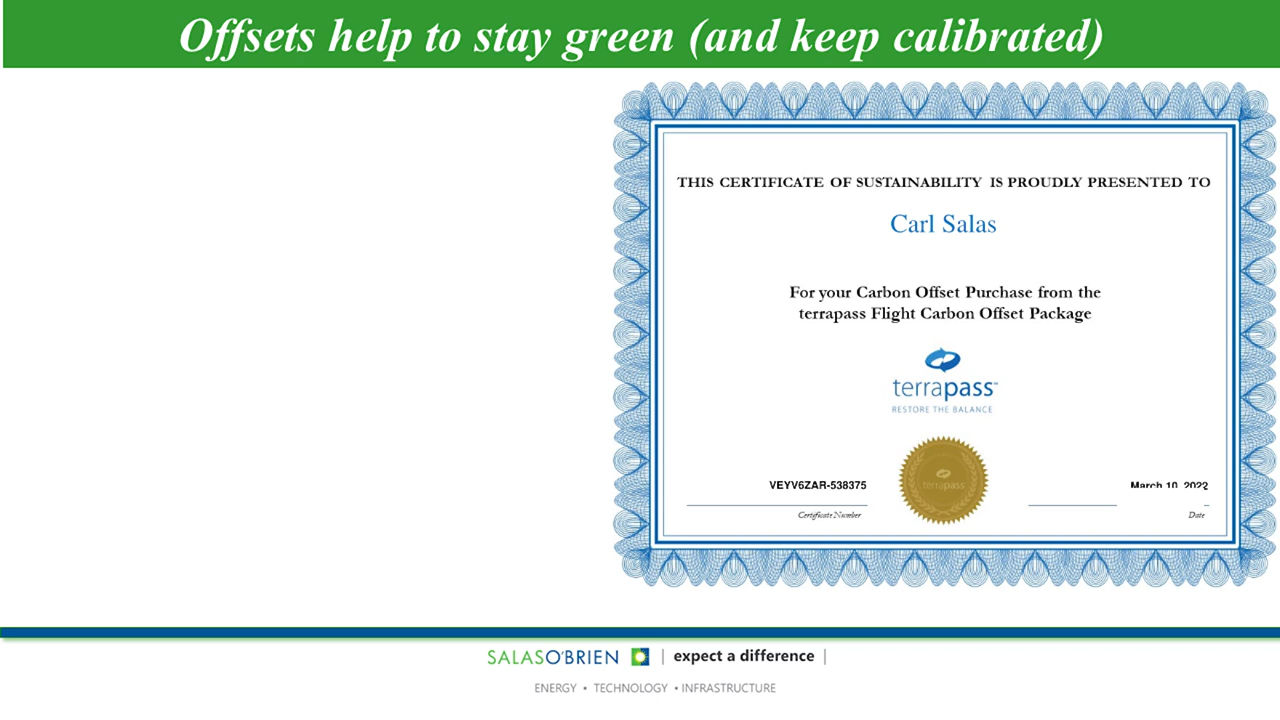 Offsets help to stay green (and keep calibrated)
THIS CERTIFICATE OF SUSTAINABILITY IS PROUDLY PRESENTED TO
Carl Salas
For your Carbon Offset Purchase from the
terrapass Flight Carbon Offset Package
terrapass™
RESTORE THE BALANCE
terrapass
VEYV6ZAR-538375
March 10, 2022
Certificate Number
Date
SALASO'BRIEN | expect a difference |
ENERGY • TECHNOLOGY • INFRASTRUCTURE